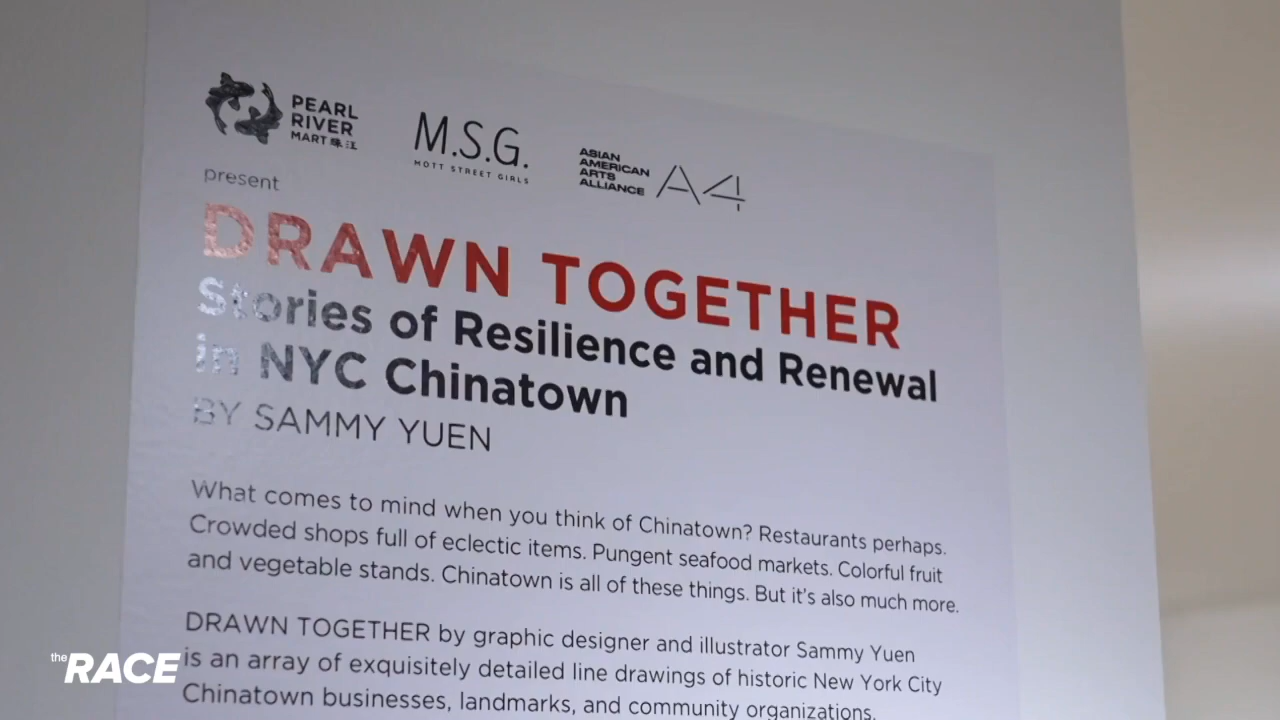 PEARL
RIVER
MART 珠江
M.S.G.
MOTT STREET GIRLS
ASIAN
AMERICAN
ARTS
ALLIANCE
A4
present
DRAWN TOGETHER
Stories of Resilience and Renewal
in NYC Chinatown
BY SAMMY YUEN
What comes to mind when you think of Chinatown? Restaurants perhaps.
Crowded shops full of eclectic items. Pungent seafood markets. Colorful fruit
and vegetable stands. Chinatown is all of these things. But it's also much more.
DRAWN TOGETHER by graphic designer and illustrator Sammy Yuen
is an array of exquisitely detailed line drawings of historic New York City
Chinatown businesses, landmarks, and community organizations.
the RACE